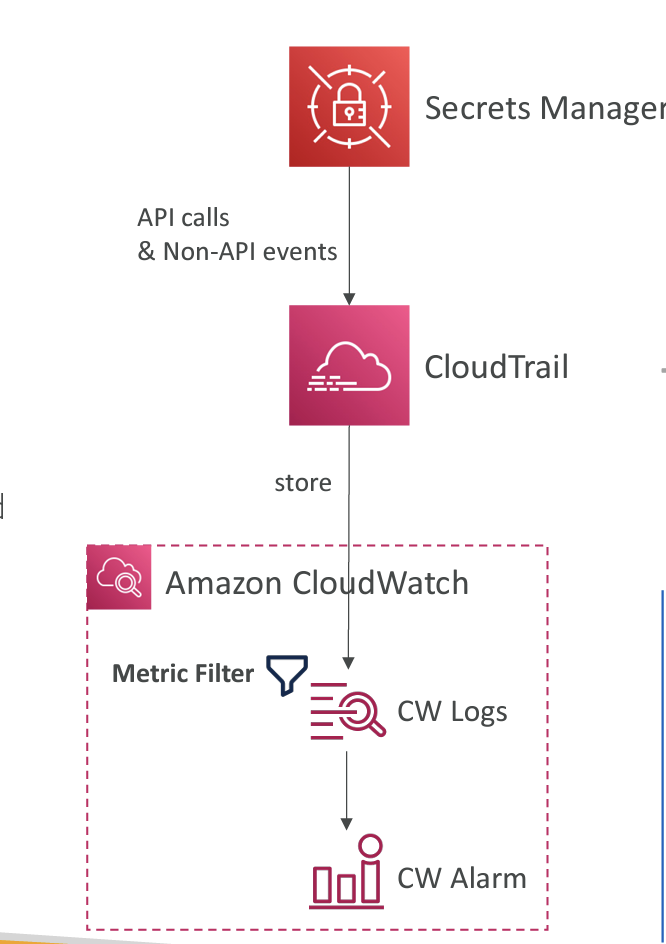 Secrets Manager
API calls
& Non-API events
CloudTrail
store
Amazon CloudWatch
Metric Filter
CW Logs
CW Alarm